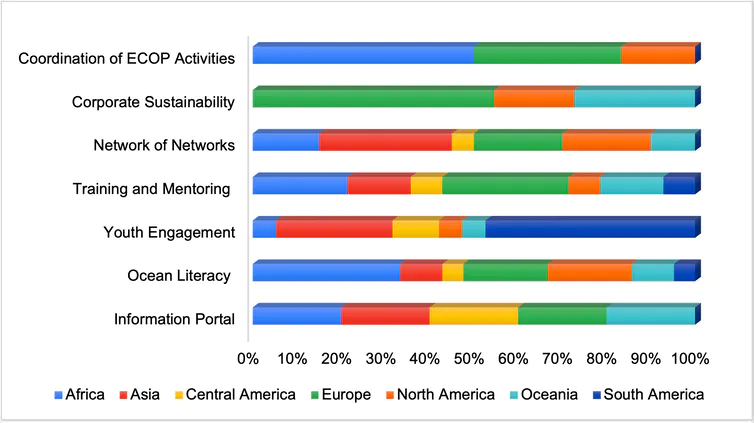 Coordination of ECOP Activities
Corporate Sustainability
Network of Networks
Training and Mentoring
Youth Engagement
Ocean Literacy
Information Portal
0% 10% 20% 30% 40% 50% 60% 70% 80% 90% 100%
Africa Asia Central America Europe North America Oceania South America